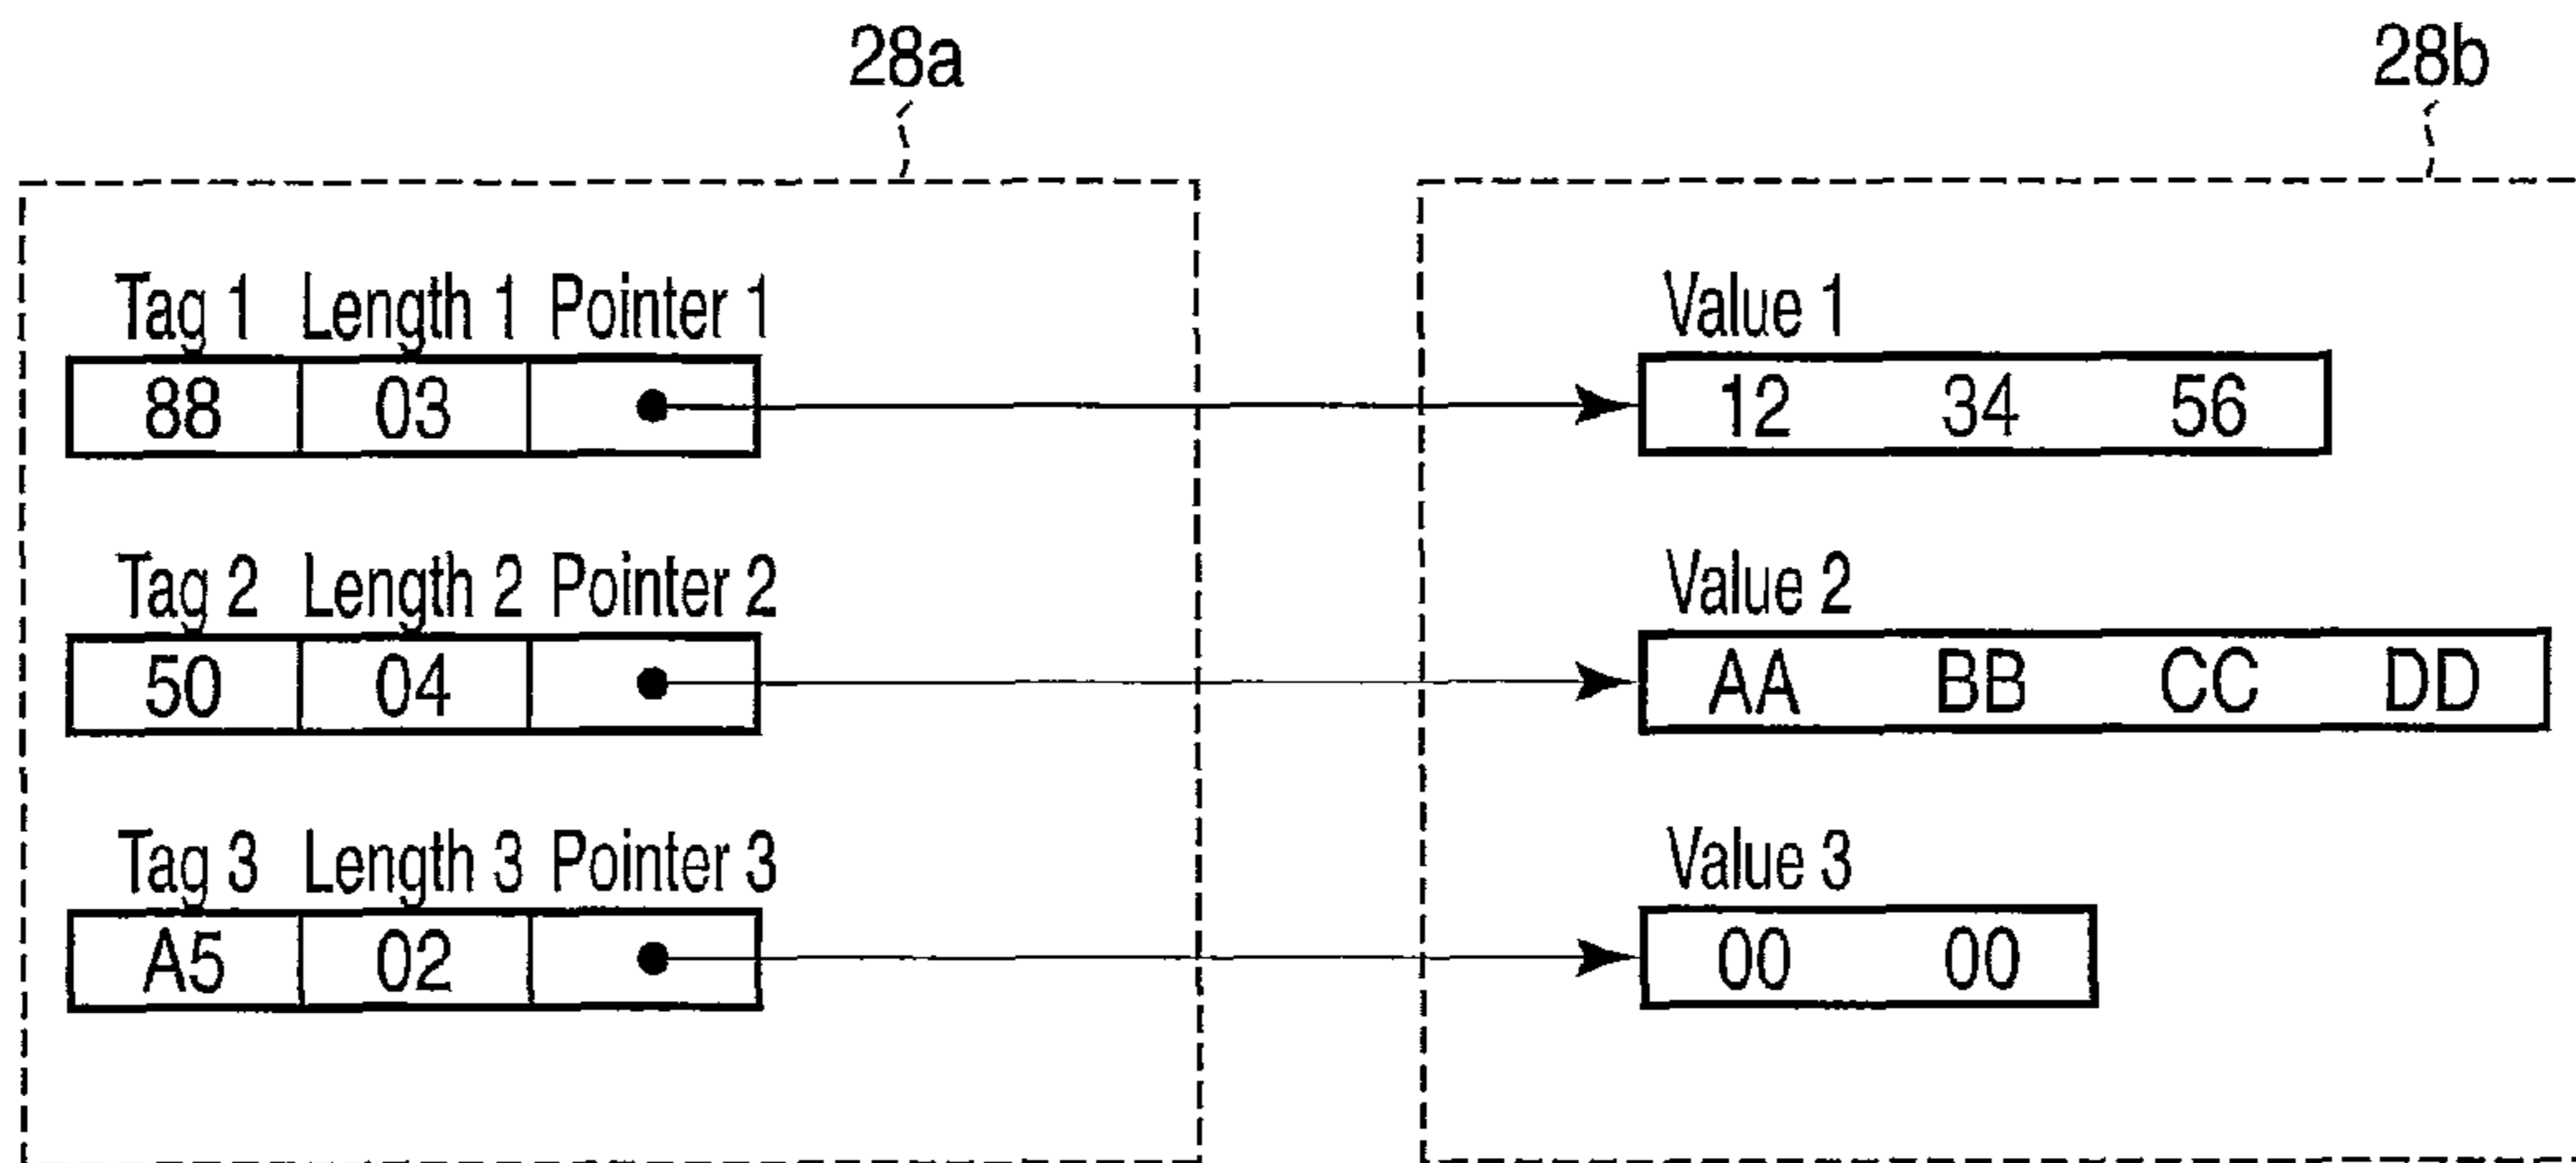 28a 28b
Tag 1 Length 1 Pointer 1 Value 1
88 03 12 34 56
Tag 2 Length 2 Pointer 2 Value 2
50 04 AA BB CC DD
Tag 3 Length 3 Pointer 3 Value 3
A5 02 00 00